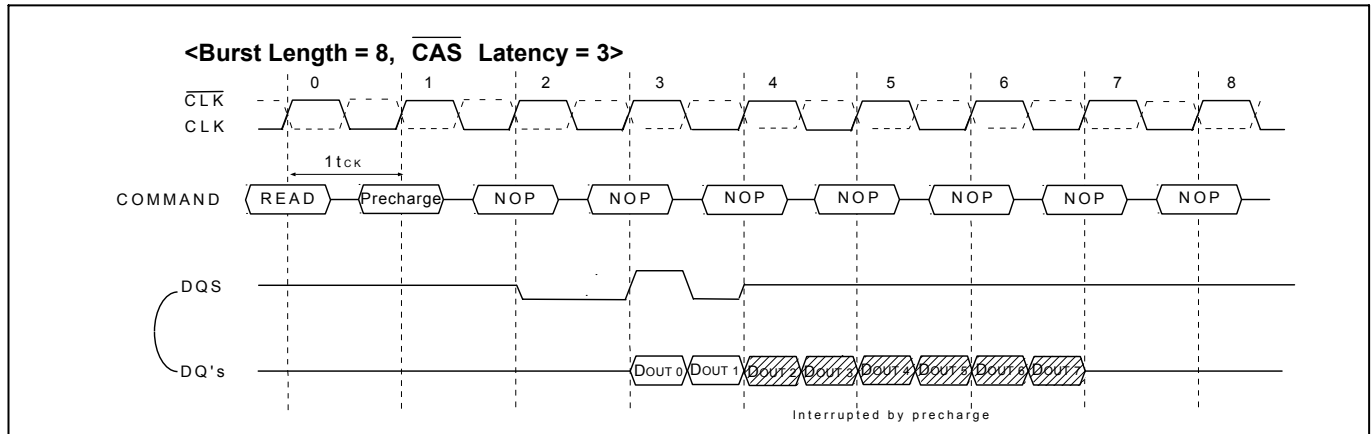 <Burst Length = 8, CAS Latency = 3>
0 1 2 3 4 5 6 7 8
CLK
CLK
1tCK
COMMAND READ Precharge NOP NOP NOP NOP NOP NOP NOP
DQS
DQ's DOUT 0 DOUT 1 DOUT 2 DOUT 3 DOUT 4 DOUT 5 DOUT 6 DOUT 7
Interrupted by precharge